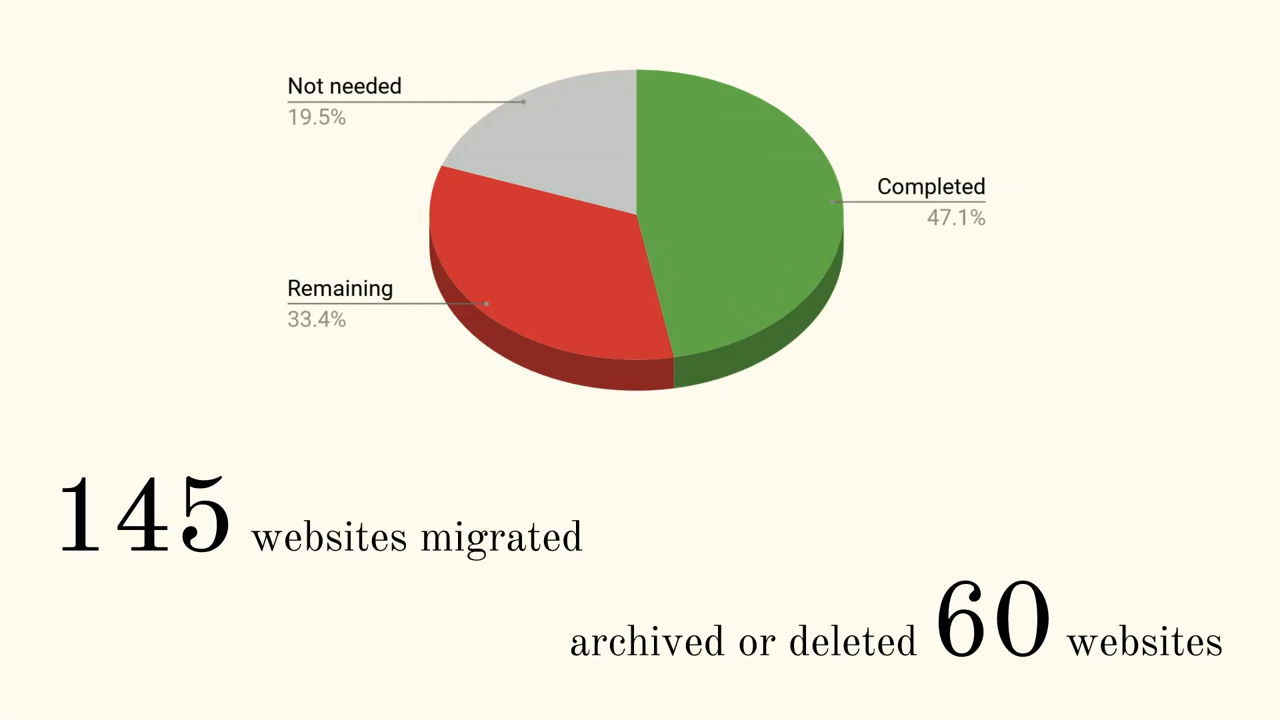 Not needed
19.5%
Completed
47.1%
Remaining
33.4%
145 websites migrated
archived or deleted 60 websites